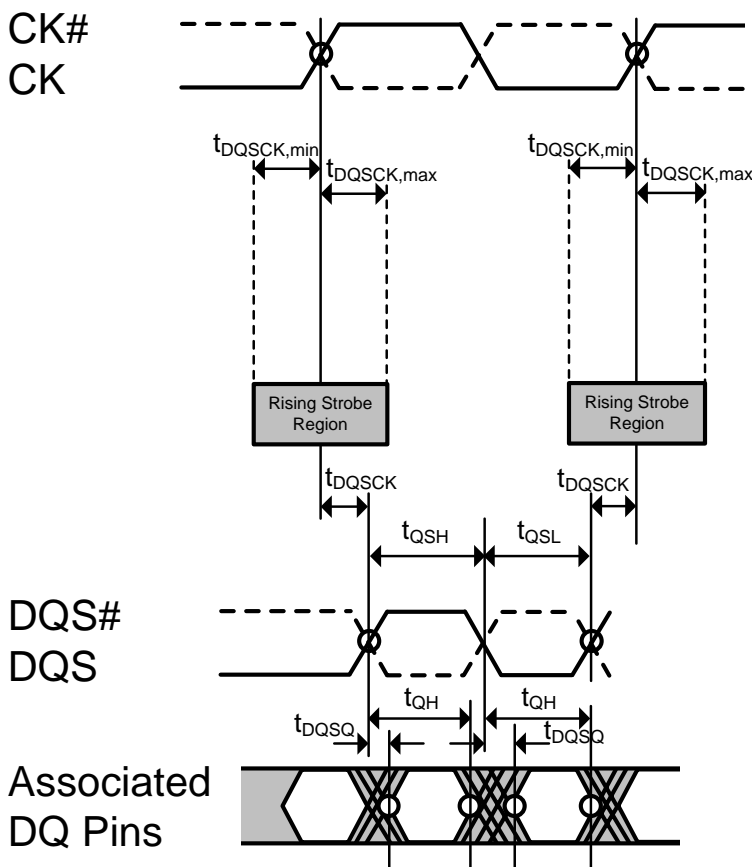 CK#
CK
tDQSCK,min
tDQSCK,max
tDQSCK,min
tDQSCK,max
Rising Strobe
Region
Rising Strobe
Region
tDQSCK
tDQSCK
tQSH
tQSL
DQS#
DQS
tQH
tQH
tDQSQ
tDQSQ
Associated
DQ Pins